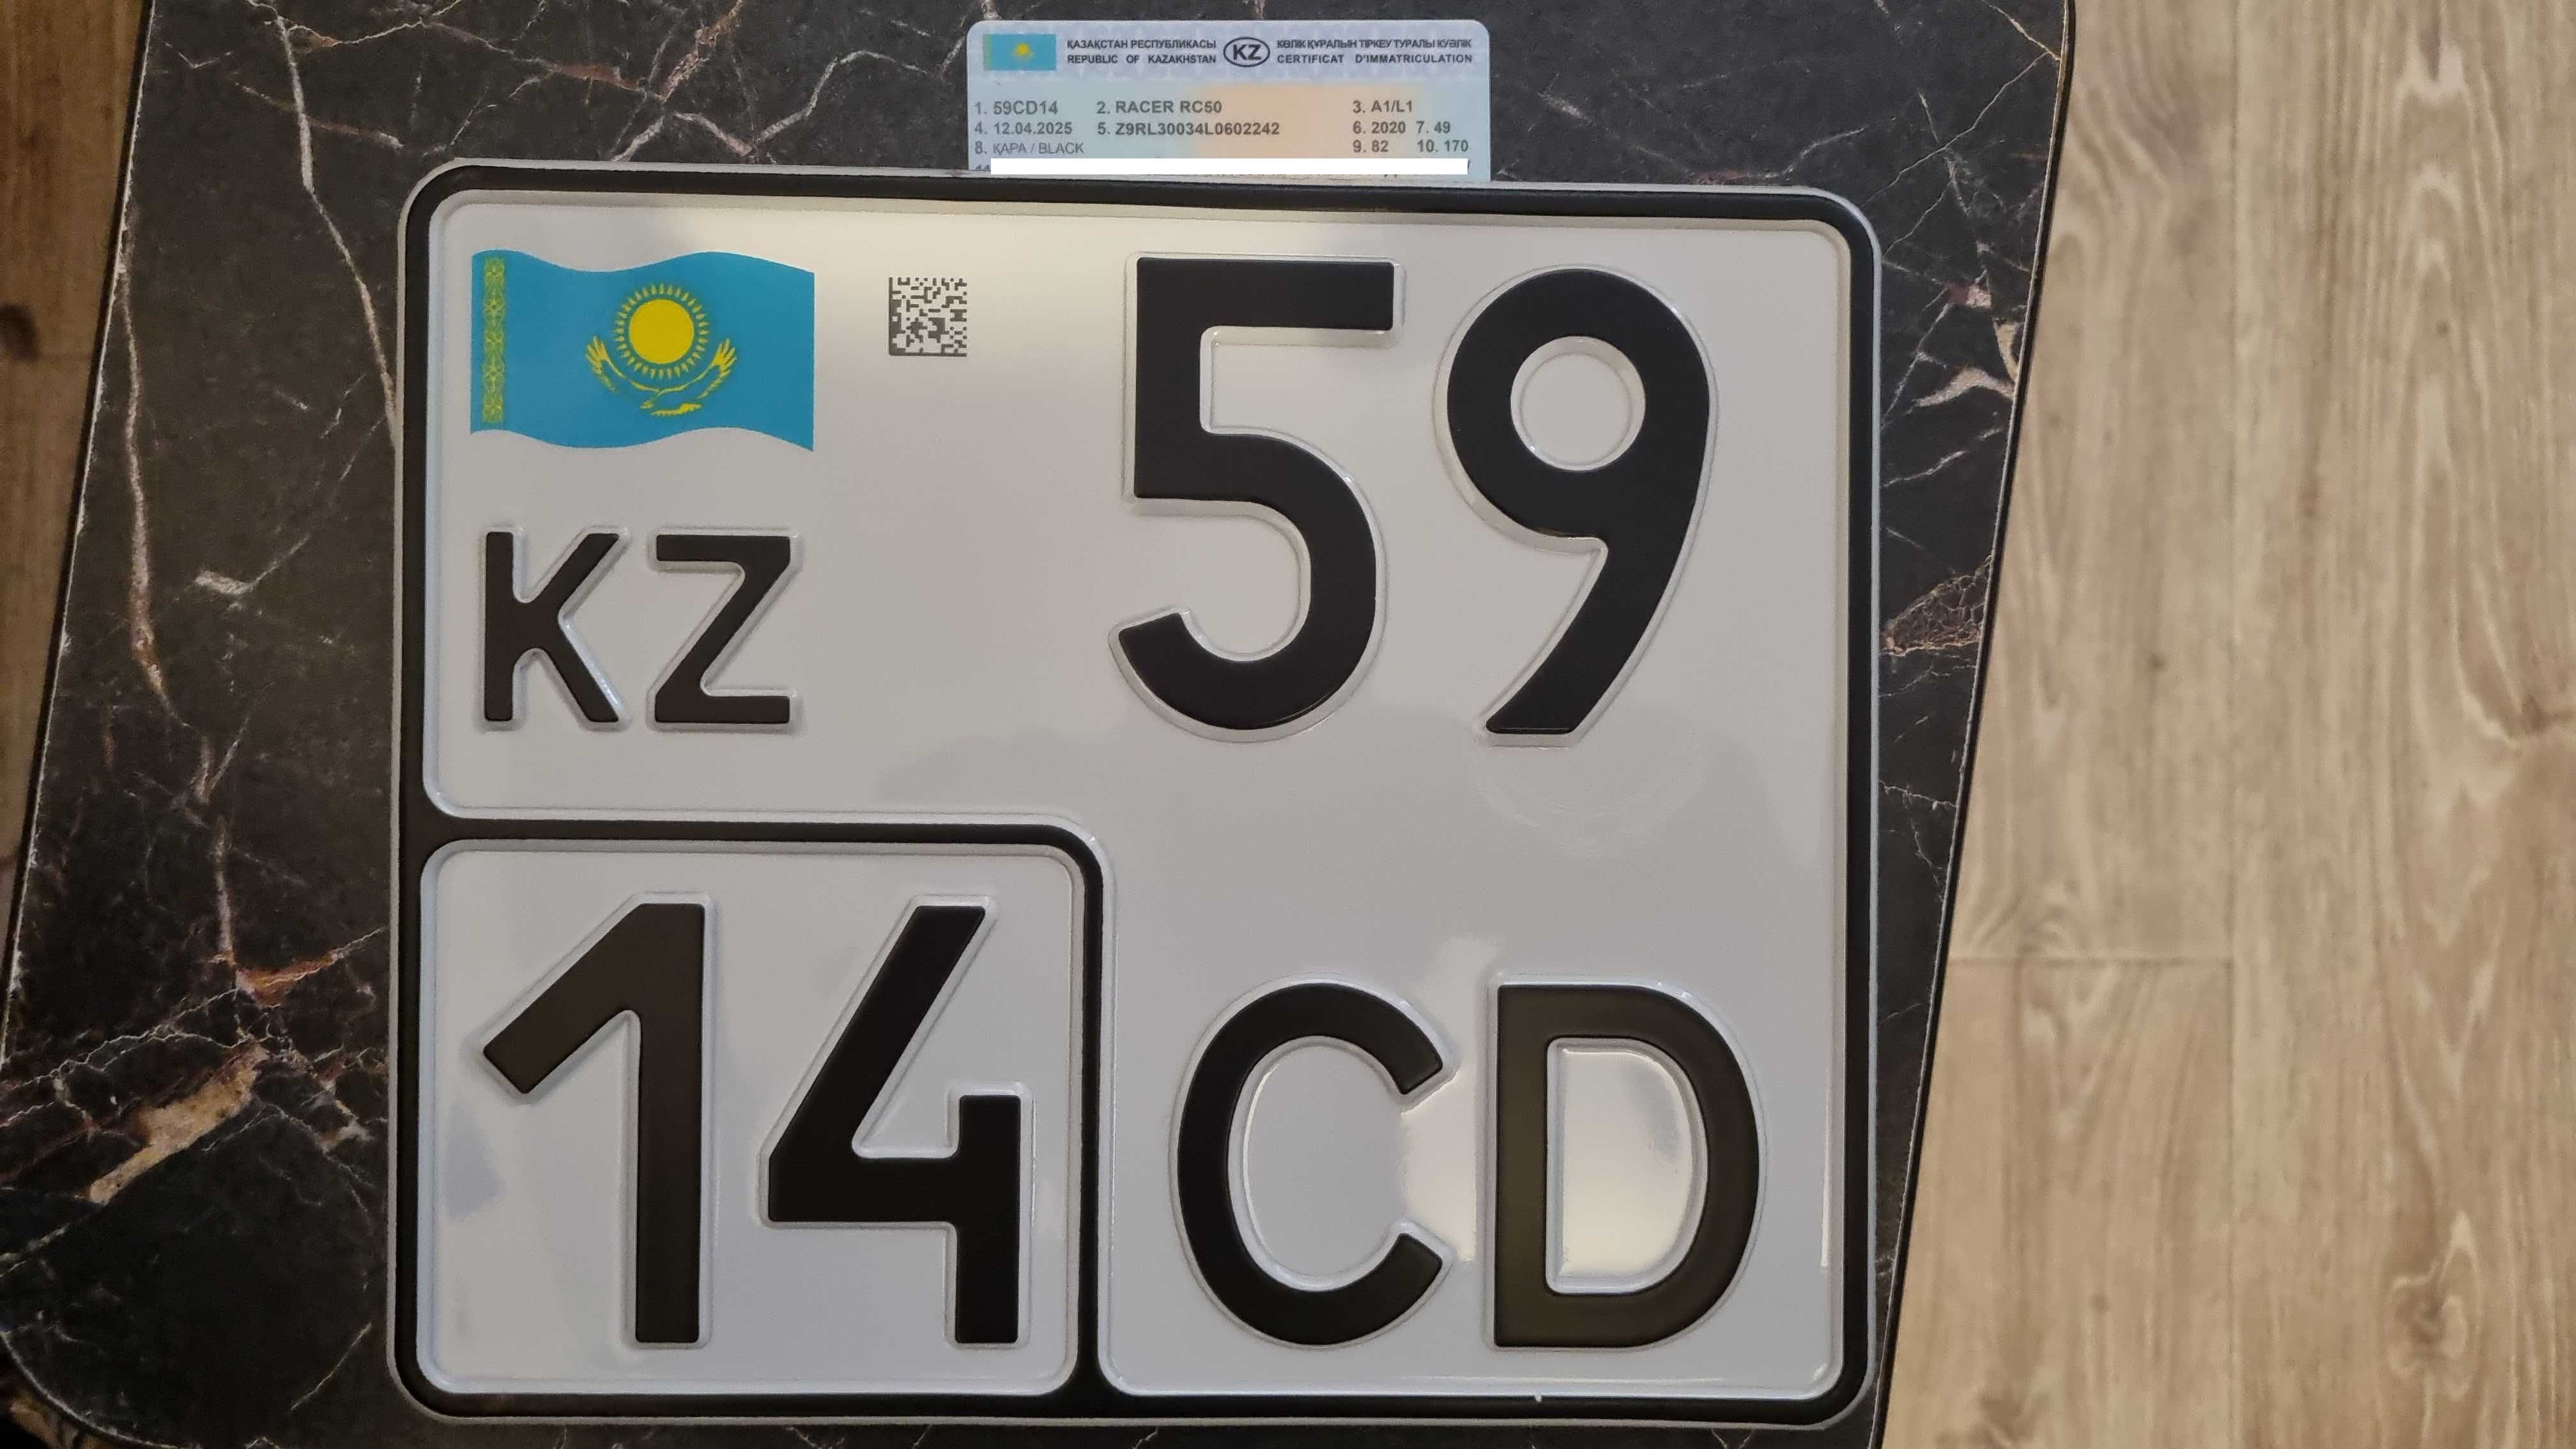 ҚАЗАҚСТАН РЕСПУБЛИКАСЫ KZ КӨЛІК ҚҰРАЛЫН ТІРКЕУ ТУРАЛЫ КУӘЛІК
REPUBLIC OF KAZAKHSTAN CERTIFICAT D'IMMATRICULATION
1. 59CD14 2. RACER RC50 3. A1/L1
4. 12.04.2025 5. Z9RL30034L0602242 6. 2020 7. 49
8. ҚАРА / BLACK 9. 82 10. 170
59
KZ
14 CD